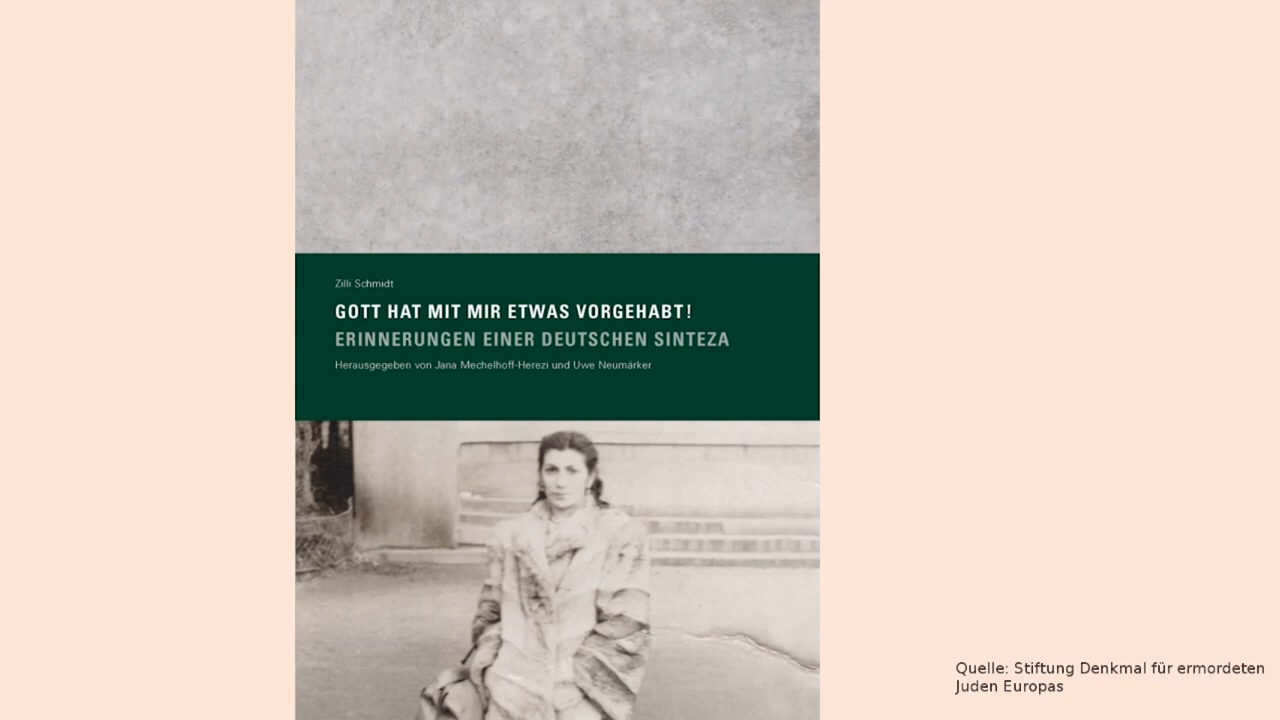 Zilli Schmidt
GOTT HAT MIT MIR ETWAS VORGEHABT!
ERINNERUNGEN EINER DEUTSCHEN SINTEZA
Herausgegeben von Jana Mechelhoff-Herezi und Uwe Neumärker
Quelle: Stiftung Denkmal für ermordeten
Juden Europas